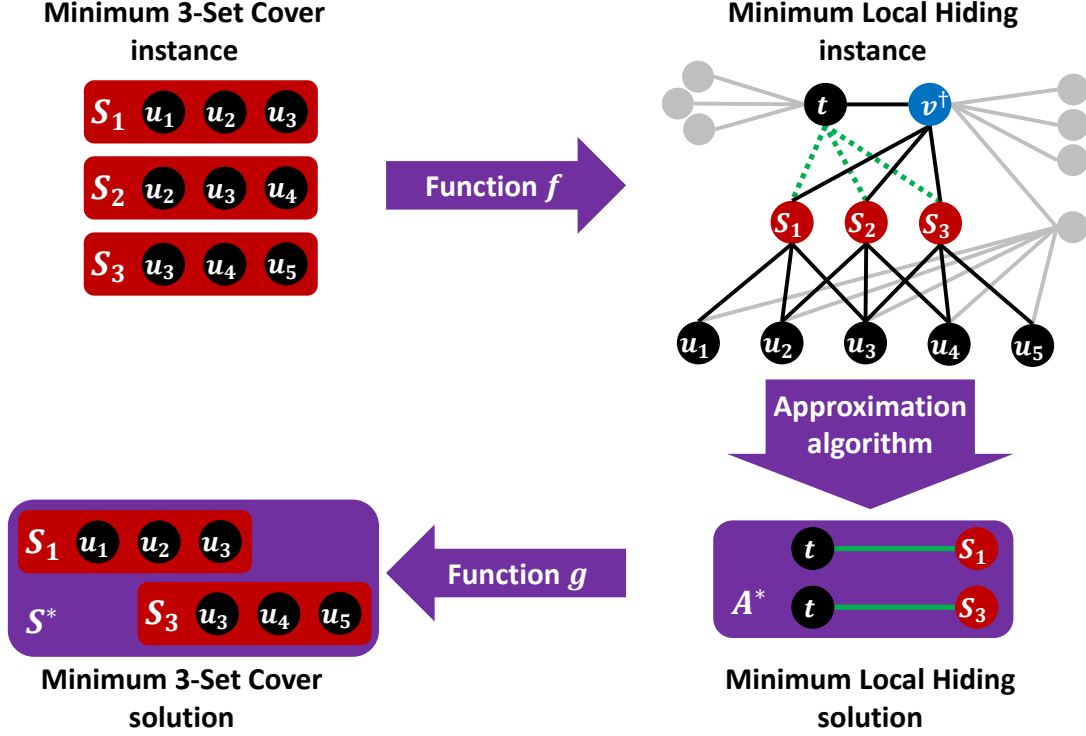 Minimum 3-Set Cover
instance
S₁ u₁ u₂ u₃
S₂ u₂ u₃ u₄
S₃ u₃ u₄ u₅
Function f
Minimum Local Hiding
instance
t v†
S₁ S₂ S₃
u₁ u₂ u₃ u₄ u₅
Approximation
algorithm
t S₁
A*
t S₃
Minimum Local Hiding
solution
Function g
S₁ u₁ u₂ u₃
S*
S₃ u₃ u₄ u₅
Minimum 3-Set Cover
solution